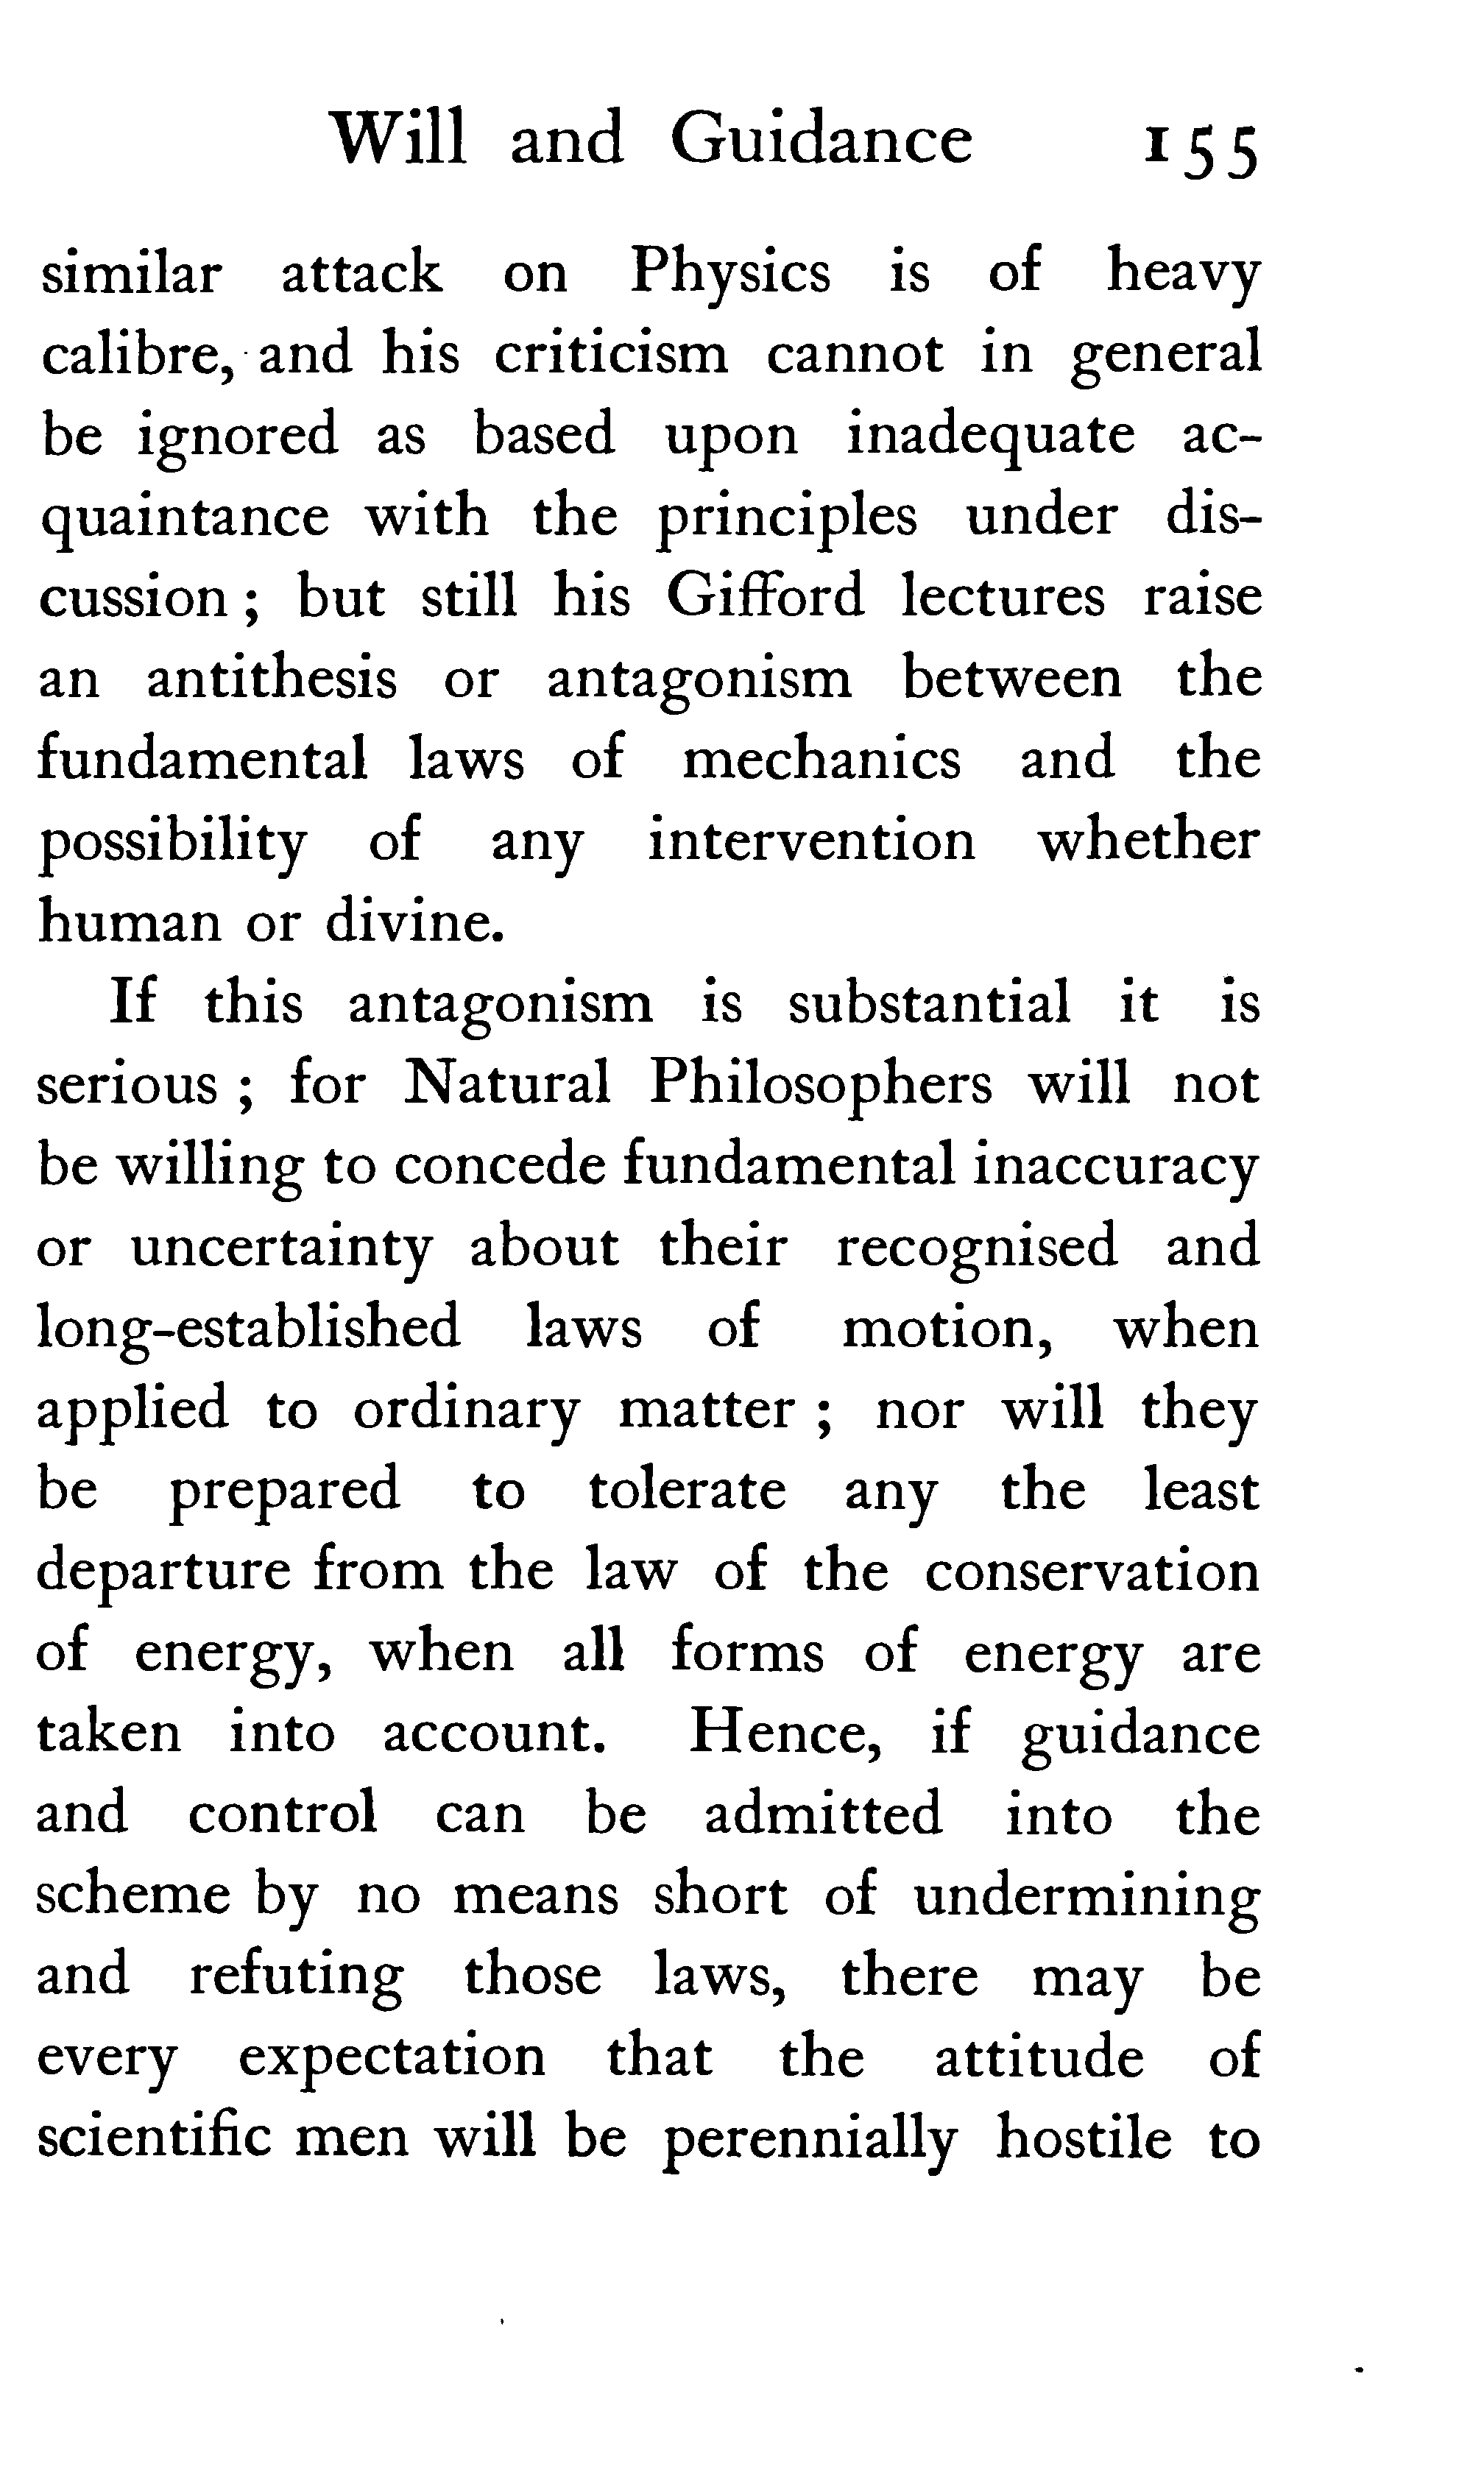 Will and Guidance 155
similar attack on Physics is of heavy
calibre, and his criticism cannot in general
be ignored as based upon inadequate ac-
quaintance with the principles under dis-
cussion ; but still his Gifford lectures raise
an antithesis or antagonism between the
fundamental laws of mechanics and the
possibility of any intervention whether
human or divine.
If this antagonism is substantial it is
serious ; for Natural Philosophers will not
be willing to concede fundamental inaccuracy
or uncertainty about their recognised and
long-established laws of motion, when
applied to ordinary matter ; nor will they
be prepared to tolerate any the least
departure from the law of the conservation
of energy, when all forms of energy are
taken into account. Hence, if guidance
and control can be admitted into the
scheme by no means short of undermining
and refuting those laws, there may be
every expectation that the attitude of
scientific men will be perennially hostile to